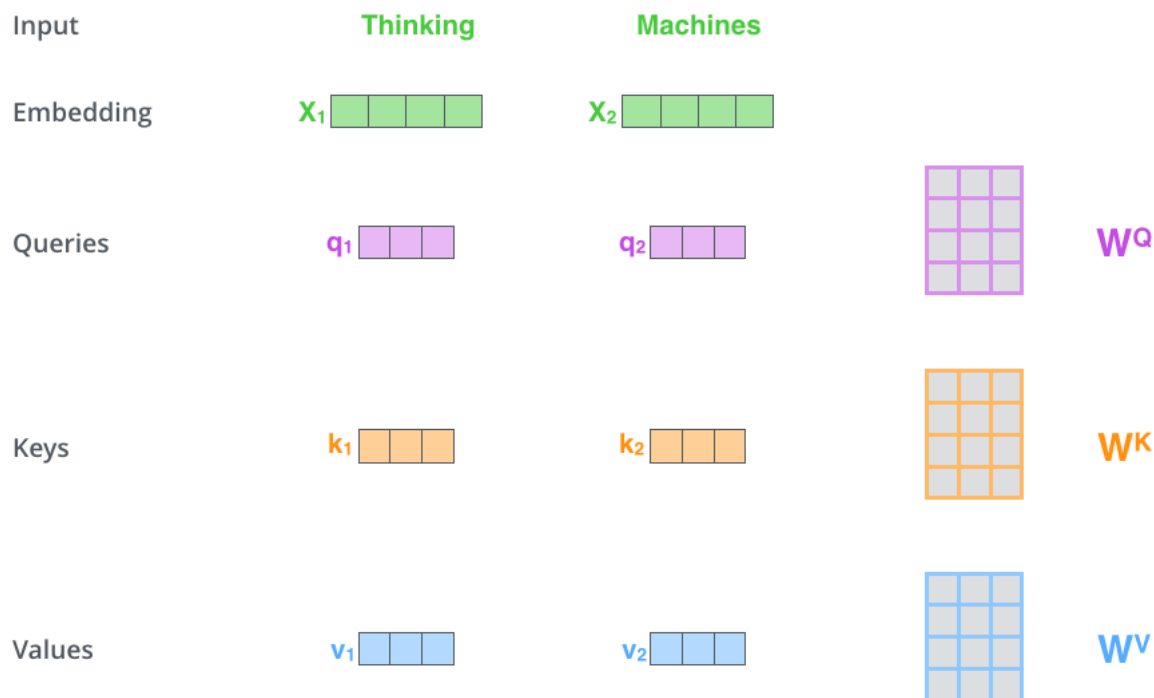 Input Thinking Machines
Embedding X1 X2
Queries q1 q2 WQ
Keys k1 k2 WK
Values v1 v2 WV